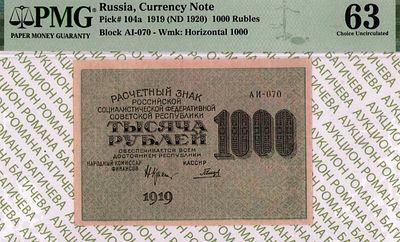 PMG
PAPER MONEY GUARANTY
Russia, Currency Note
Pick# 104a 1919 (ND 1920) 1000 Rubles
Block AI-070 - Wmk: Horizontal 1000
63
Choice Uncirculated
РАСЧЕТНЫЙ ЗНАК
РОССИЙСКОЙ
СОЦИАЛИСТИЧЕСКОЙ ФЕДЕРАТИВНОЙ
СОВЕТСКОЙ РЕСПУБЛИКИ
АИ-070
ТЫСЯЧА
РУБЛЕЙ
1000
ОБЕСПЕЧИВАЕТСЯ ВСЕМ
ДОСТОЯНИЕМ РЕСПУБЛИКИ
НАРОДНЫЙ КОМИССАР
ФИНАНСОВ
КАССИР
1919
АУКЦИОН РОМАНА БАГИЧЕВА